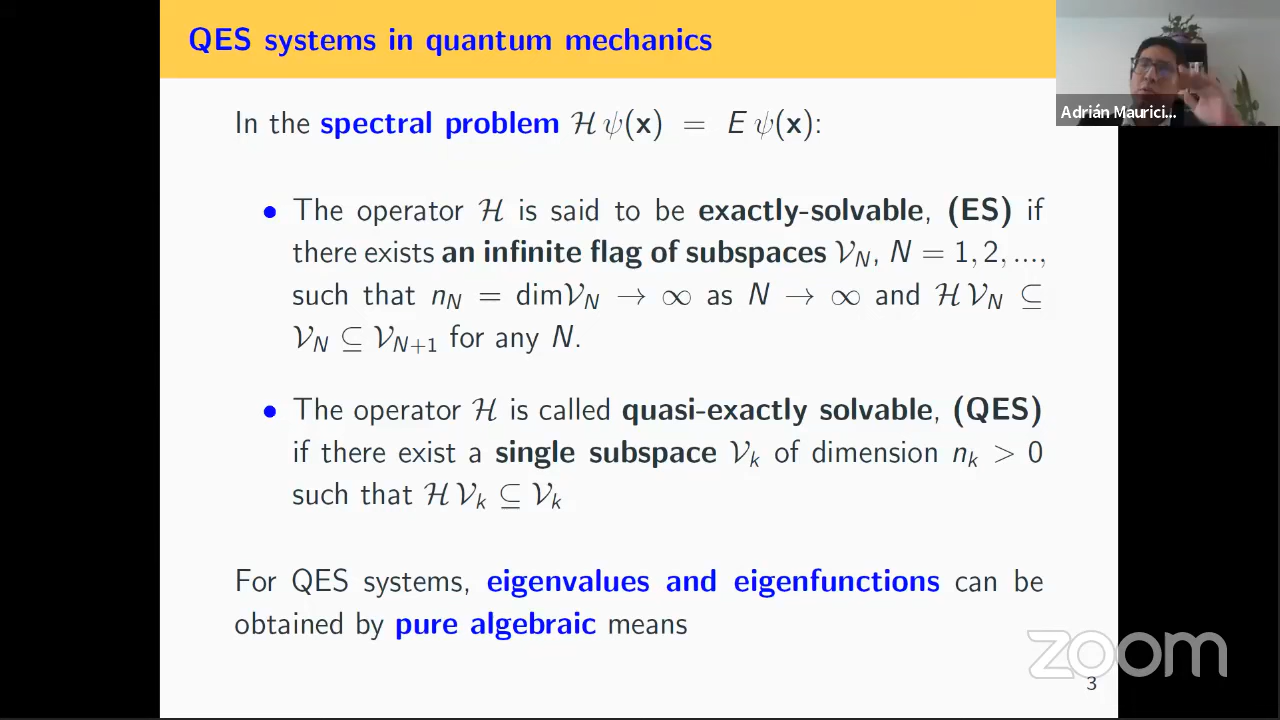 QES systems in quantum mechanics
Adrián Maurici...
In the spectral problem ℋ ψ(x) = E ψ(x):
• The operator ℋ is said to be exactly-solvable, (ES) if
there exists an infinite flag of subspaces 𝒱_N, N = 1, 2, ...,
such that n_N = dim𝒱_N → ∞ as N → ∞ and ℋ 𝒱_N ⊆
𝒱_N ⊆ 𝒱_{N+1} for any N.
• The operator ℋ is called quasi-exactly solvable, (QES)
if there exist a single subspace 𝒱_k of dimension n_k > 0
such that ℋ 𝒱_k ⊆ 𝒱_k
For QES systems, eigenvalues and eigenfunctions can be
obtained by pure algebraic means
zoom
3